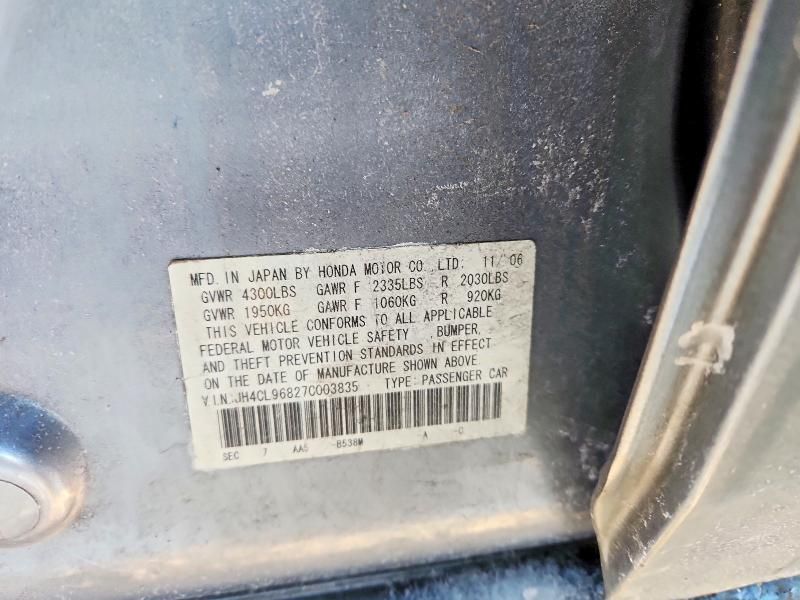 MFD. IN JAPAN BY HONDA MOTOR CO.,LTD. 11/'06
GVWR 4300LBS GAWR F 2335LBS R 2030LBS
GVWR 1950KG GAWR F 1060KG R 920KG
THIS VEHICLE CONFORMS TO ALL APPLICABLE
FEDERAL MOTOR VEHICLE SAFETY, BUMPER,
AND THEFT PREVENTION STANDARDS IN EFFECT
ON THE DATE OF MANUFACTURE SHOWN ABOVE
V.I.N:JH4CL96827C003835 TYPE: PASSENGER CAR
SEC 7 AA5 -B538M -A -C